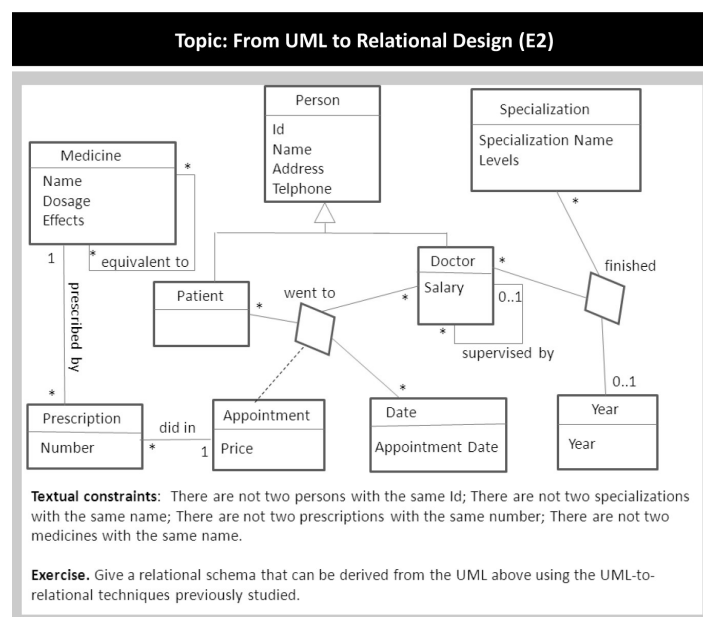 Topic: From UML to Relational Design (E2)
Person
Id
Name
Address
Telphone
Specialization
Specialization Name
Levels
Medicine
Name
Dosage
Effects
*
*
equivalent to
1
prescribed by
*
Patient
*
went to
*
*
Doctor
Salary
*
0..1
*
supervised by
*
finished
0..1
Prescription
Number
did in
*
1
Appointment
Price
Date
Appointment Date
Year
Year
Textual constraints: There are not two persons with the same Id; There are not two specializations
with the same name; There are not two prescriptions with the same number; There are not two
medicines with the same name.
Exercise. Give a relational schema that can be derived from the UML above using the UML-to-
relational techniques previously studied.